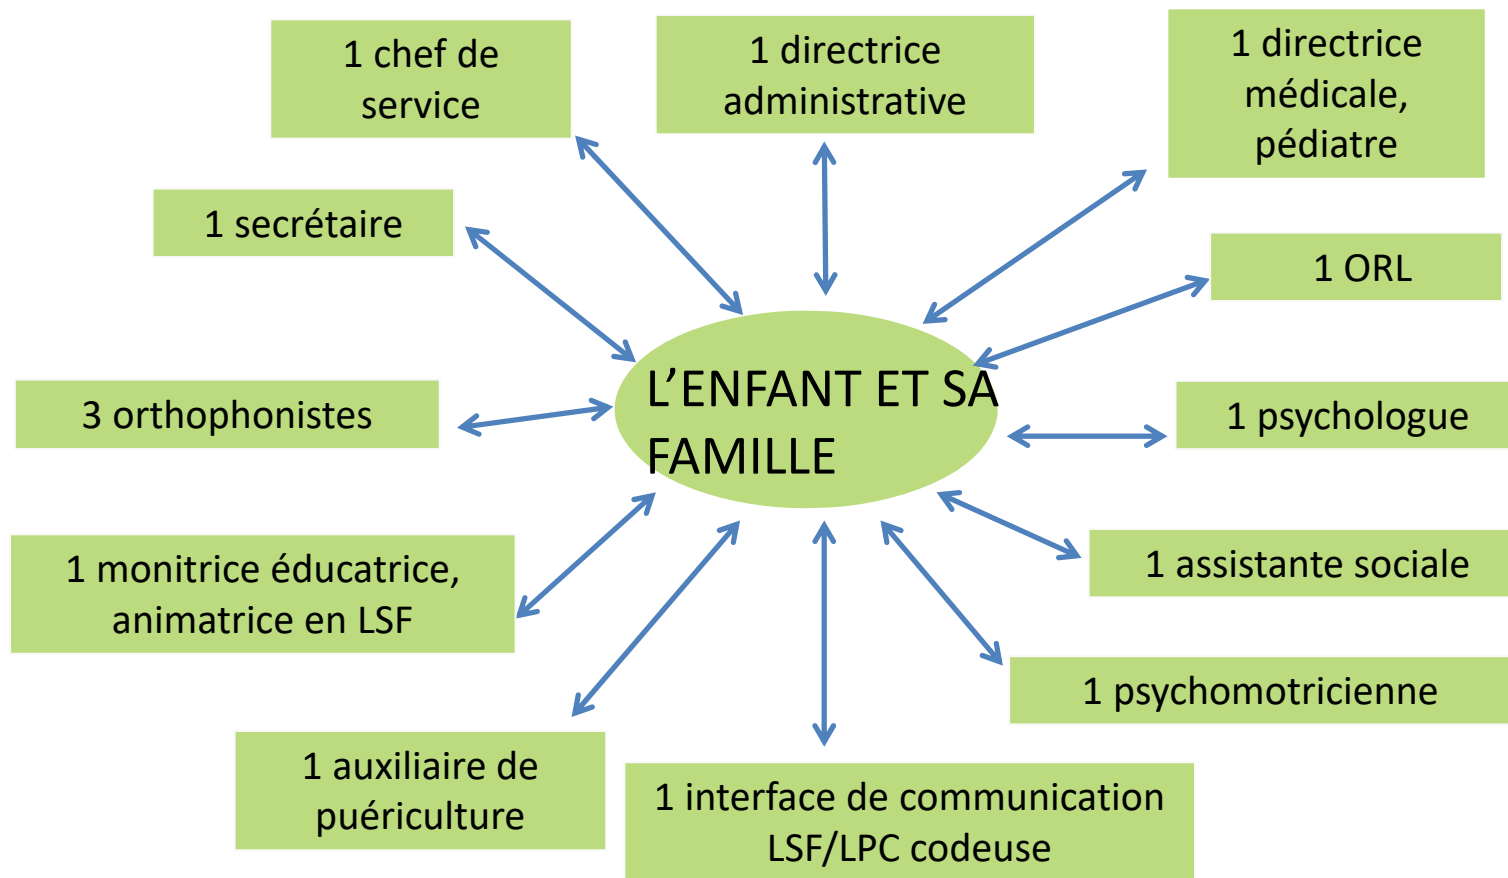 1 chef de
service
1 directrice
administrative
1 directrice
médicale,
pédiatre
1 secrétaire
1 ORL
3 orthophonistes
L’ENFANT ET SA
FAMILLE
1 psychologue
1 monitrice éducatrice,
animatrice en LSF
1 assistante sociale
1 psychomotricienne
1 auxiliaire de
puériculture
1 interface de communication
LSF/LPC codeuse